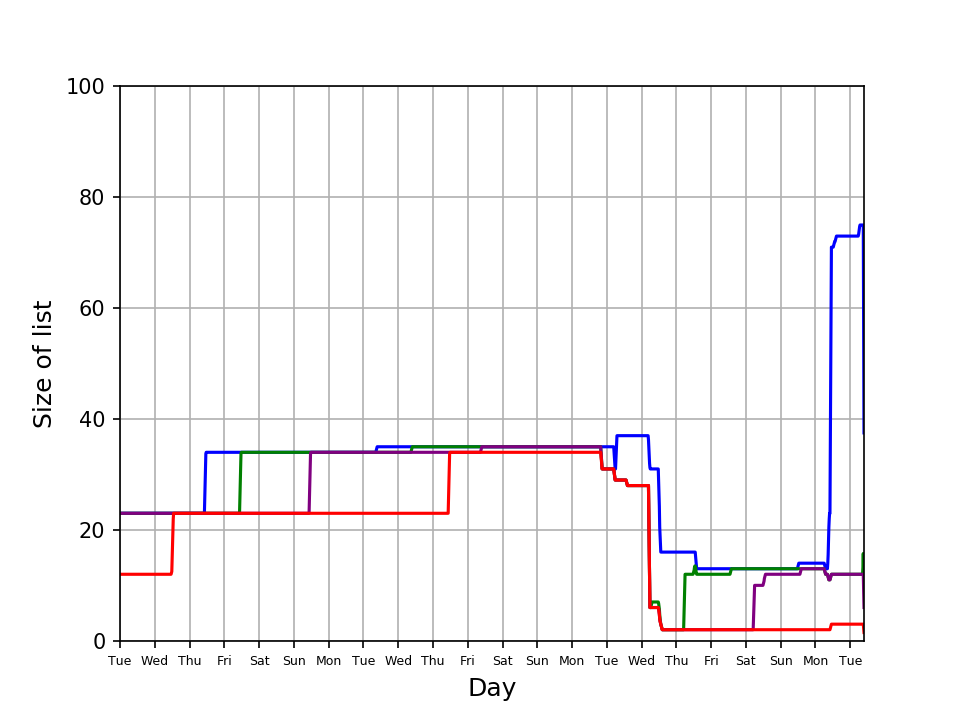 100
80
60
40
20
0
Size of list
Tue Wed Thu Fri Sat Sun Mon Tue Wed Thu Fri Sat Sun Mon Tue Wed Thu Fri Sat Sun Mon Tue
Day